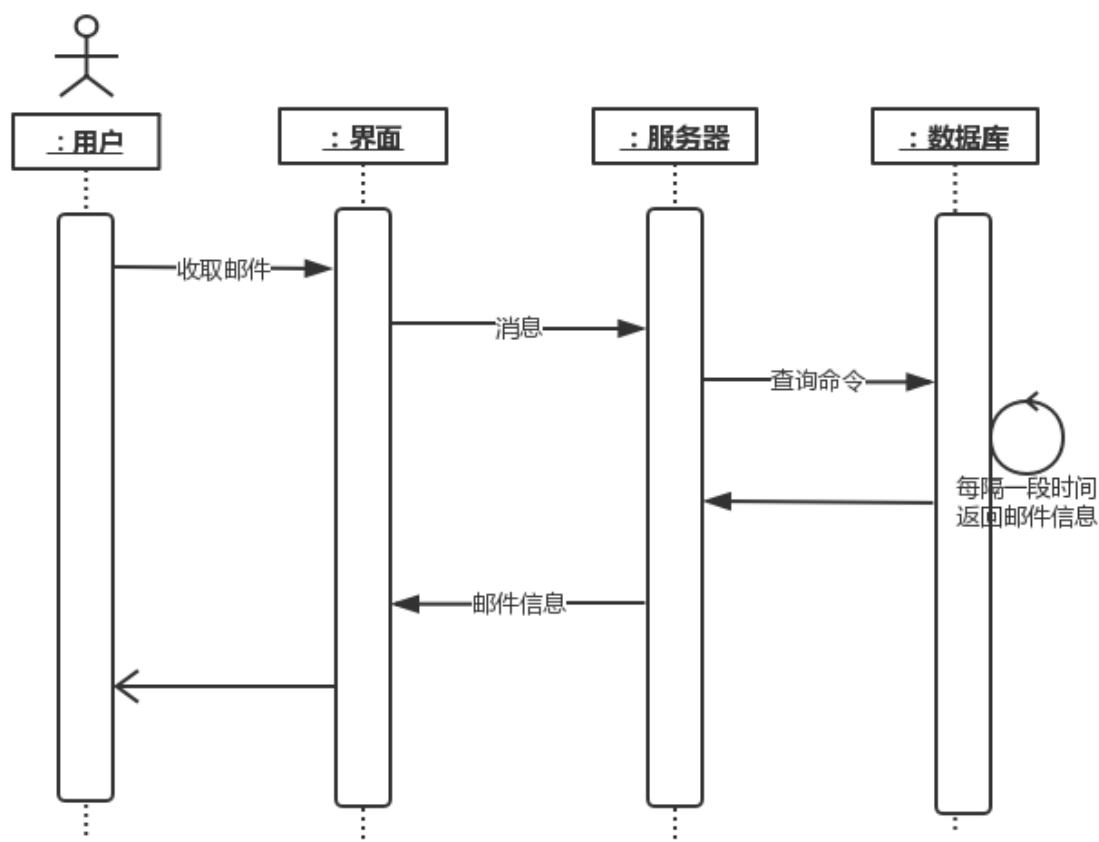 ：用户
：界面
：服务器
：数据库
收取邮件
消息
查询命令
每隔一段时间
返回邮件信息
邮件信息